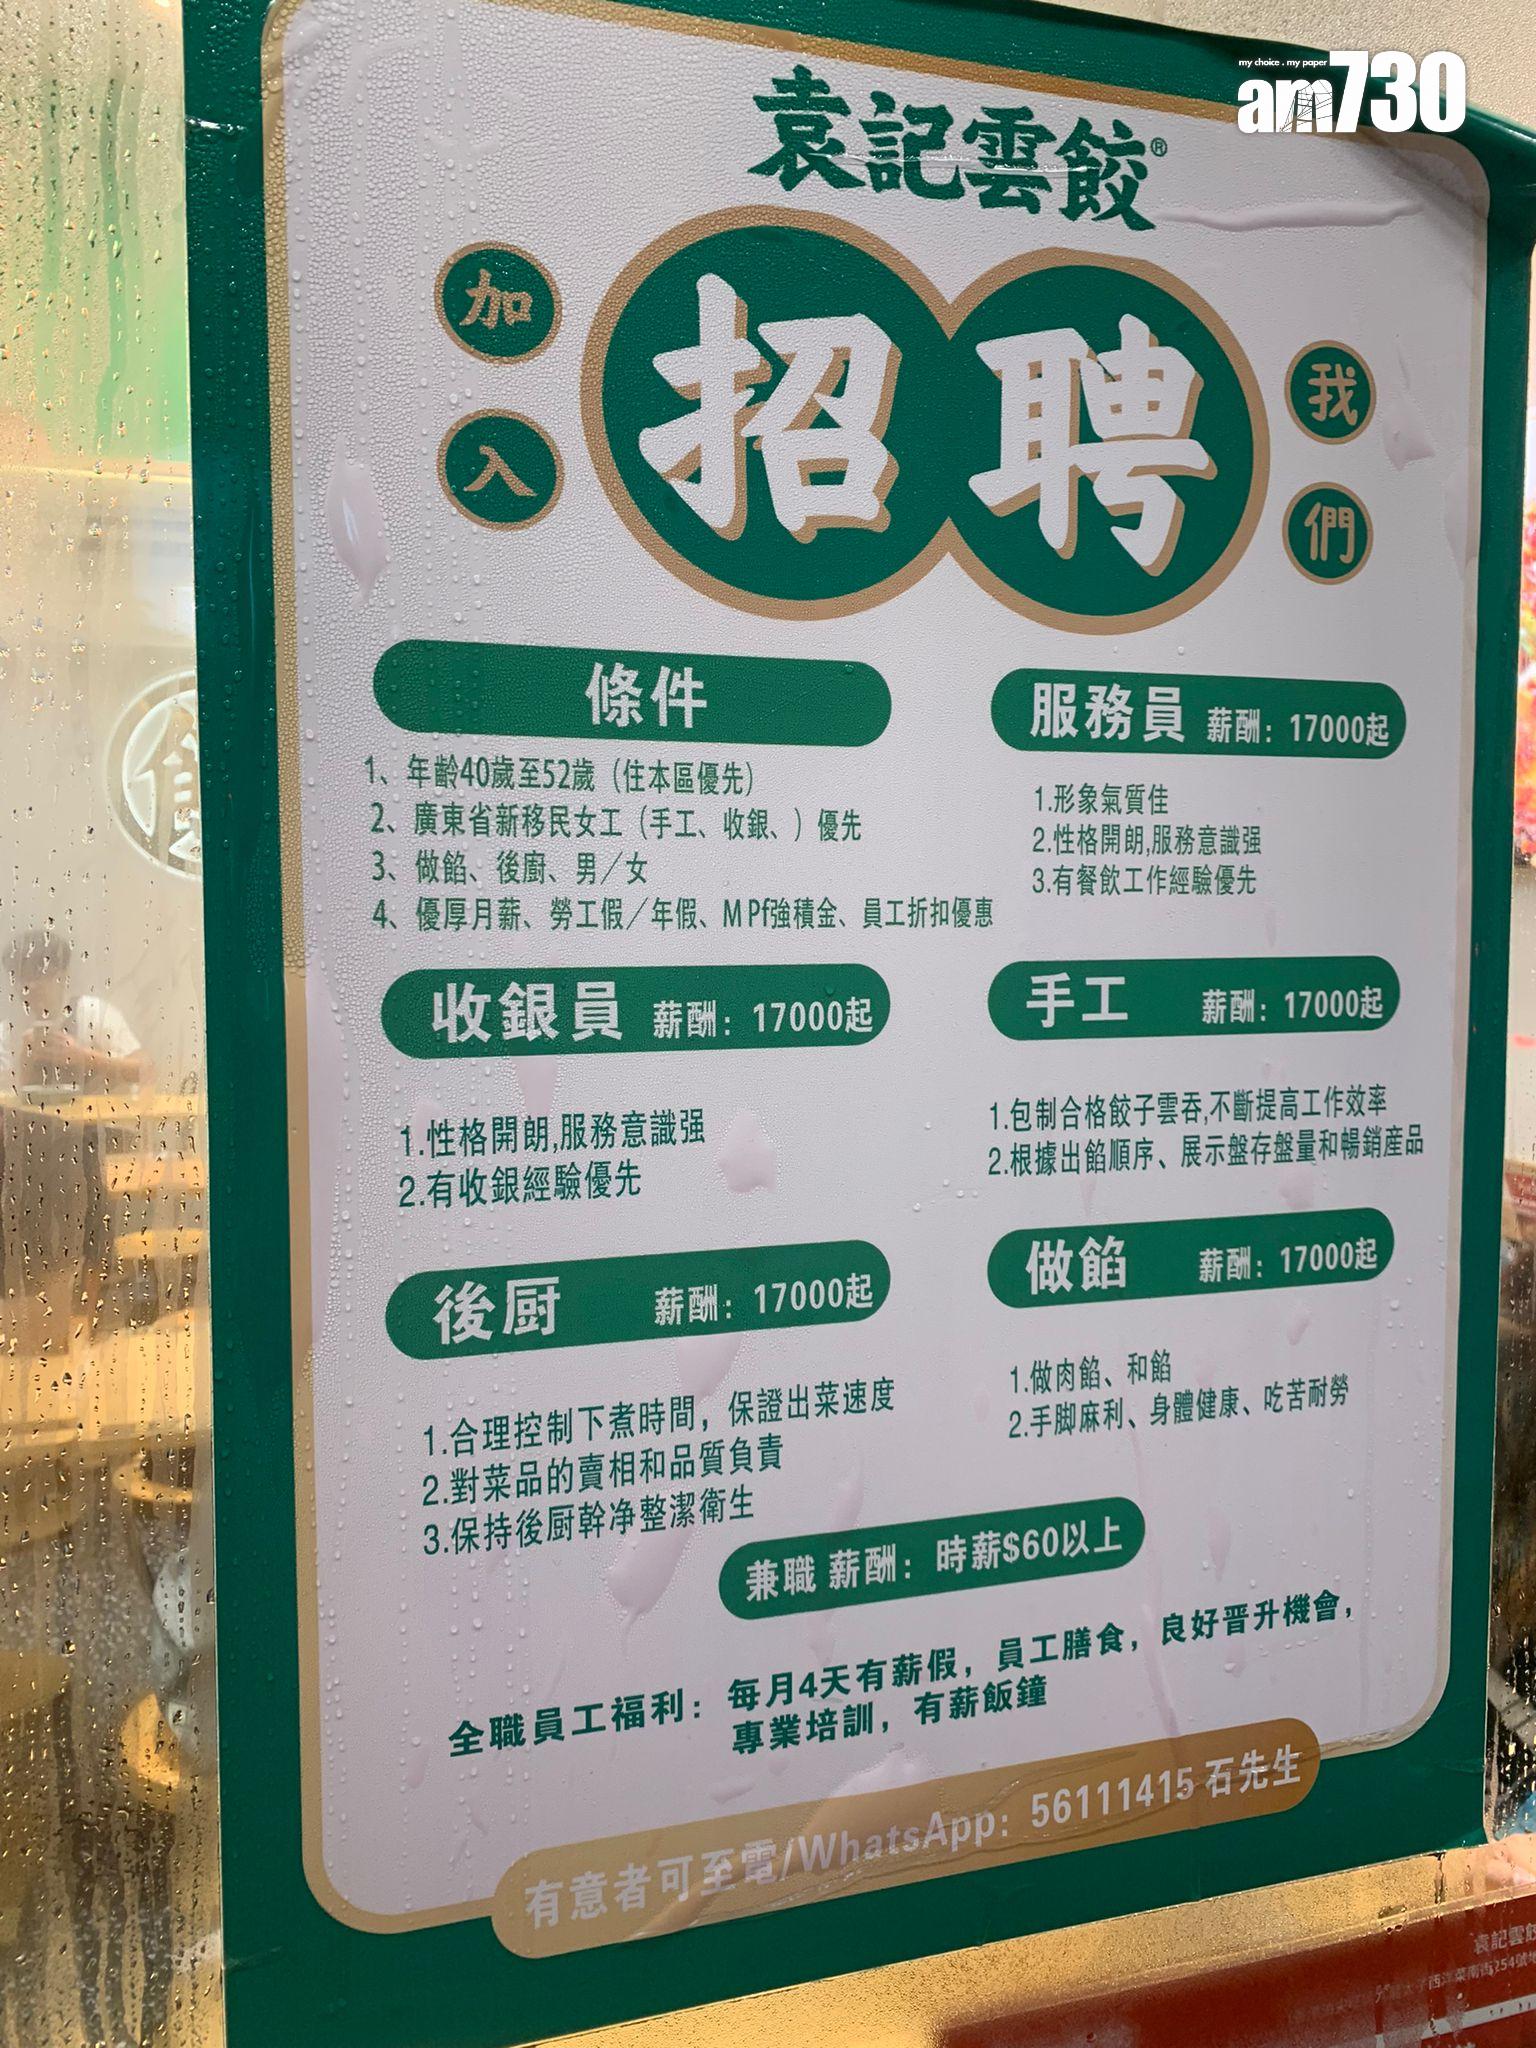 my choice . my paper
am730
袁記雲餃®
加入
招聘
我們
條件
1、年齡40歲至52歲（住本區優先）
2、廣東省新移民女工（手工、收銀、）優先
3、做餡、後廚、男／女
4、優厚月薪、勞工假／年假、MPf強積金、員工折扣優惠
服務員 薪酬：17000起
1.形象氣質佳
2.性格開朗,服務意識强
3.有餐飲工作經驗優先
收銀員 薪酬：17000起
1.性格開朗,服務意識强
2.有收銀經驗優先
手工 薪酬：17000起
1.包制合格餃子雲吞,不斷提高工作效率
2.根據出餡順序、展示盤存盤量和暢銷産品
後厨 薪酬：17000起
1.合理控制下煮時間，保證出菜速度
2.對菜品的賣相和品質負責
3.保持後厨幹净整潔衛生
做餡 薪酬：17000起
1.做肉餡、和餡
2.手脚麻利、身體健康、吃苦耐勞
兼職 薪酬：時薪$60以上
全職員工福利：每月4天有薪假，員工膳食，良好晋升機會，
專業培訓，有薪飯鐘
有意者可至電/WhatsApp：56111415 石先生
袁記雲餃
西洋菜南街254號